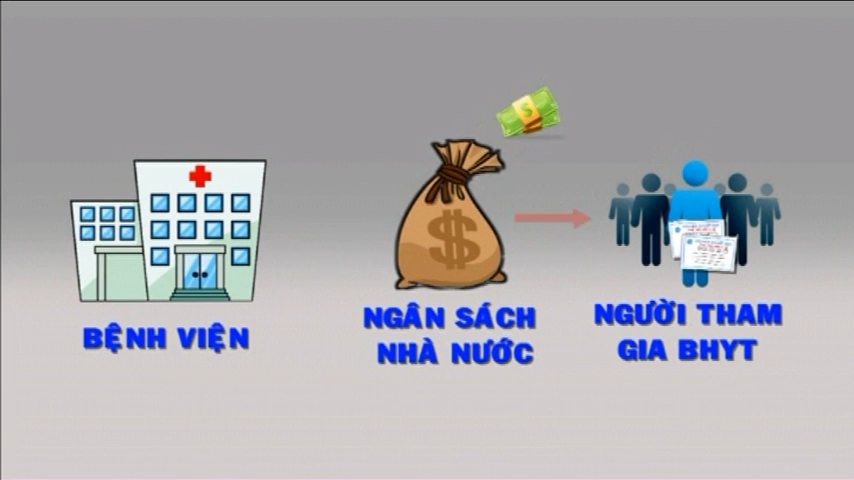 BỆNH VIỆN
NGÂN SÁCH
NHÀ NƯỚC
NGƯỜI THAM
GIA BHYT